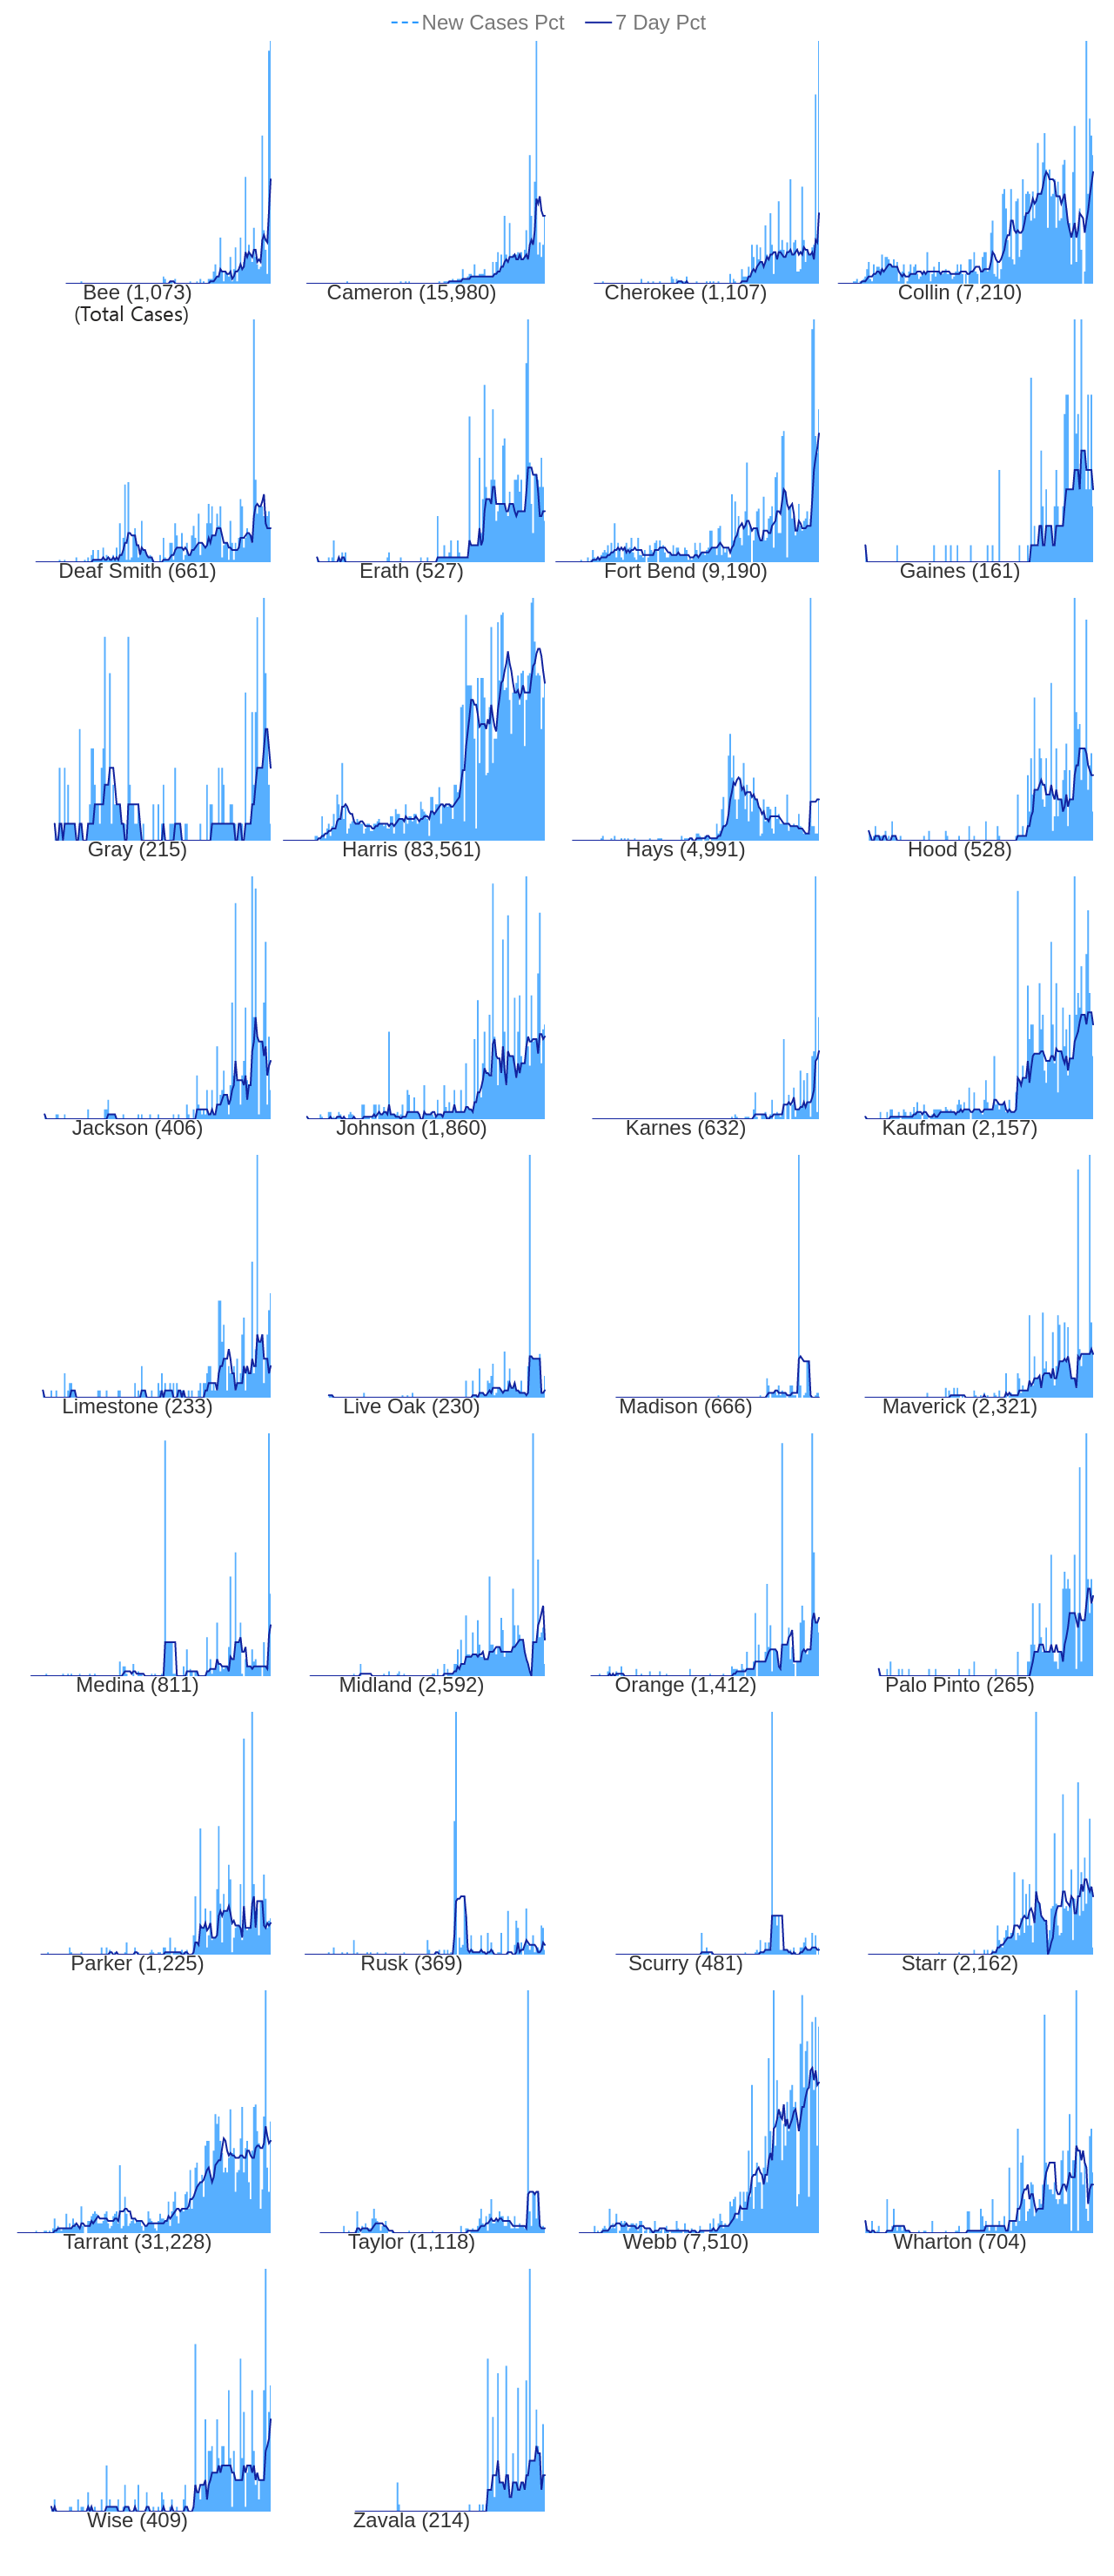 New Cases Pct 7 Day Pct
Bee (1,073) Cameron (15,980) Cherokee (1,107) Collin (7,210)
(Total Cases)
Deaf Smith (661) Erath (527) Fort Bend (9,190) Gaines (161)
Gray (215) Harris (83,561) Hays (4,991) Hood (528)
Jackson (406) Johnson (1,860) Karnes (632) Kaufman (2,157)
Limestone (233) Live Oak (230) Madison (666) Maverick (2,321)
Medina (811) Midland (2,592) Orange (1,412) Palo Pinto (265)
Parker (1,225) Rusk (369) Scurry (481) Starr (2,162)
Tarrant (31,228) Taylor (1,118) Webb (7,510) Wharton (704)
Wise (409) Zavala (214)